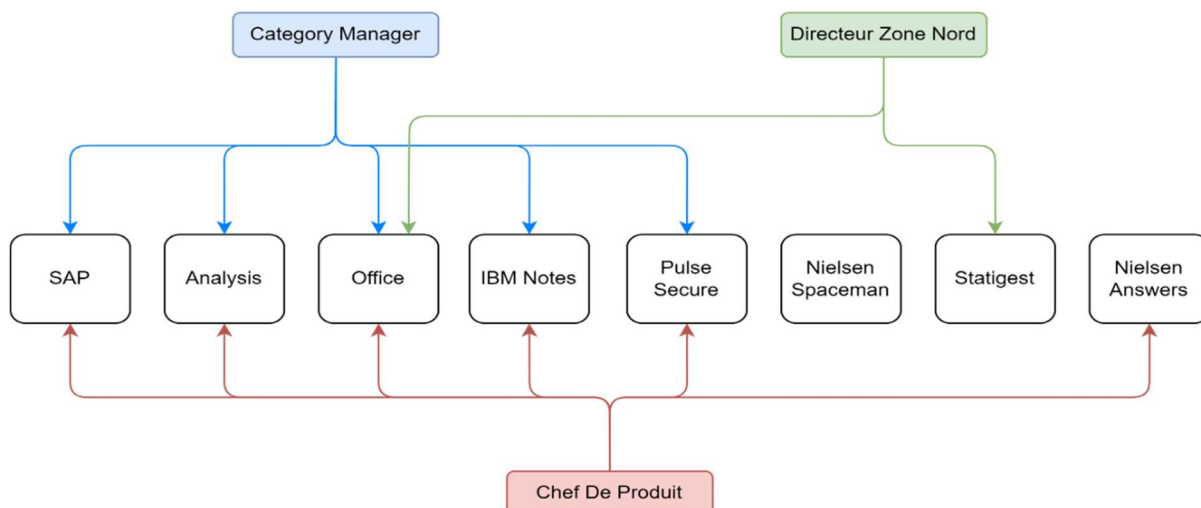 Category Manager
Directeur Zone Nord
SAP
Analysis
Office
IBM Notes
Pulse
Secure
Nielsen
Spaceman
Statigest
Nielsen
Answers
Chef De Produit